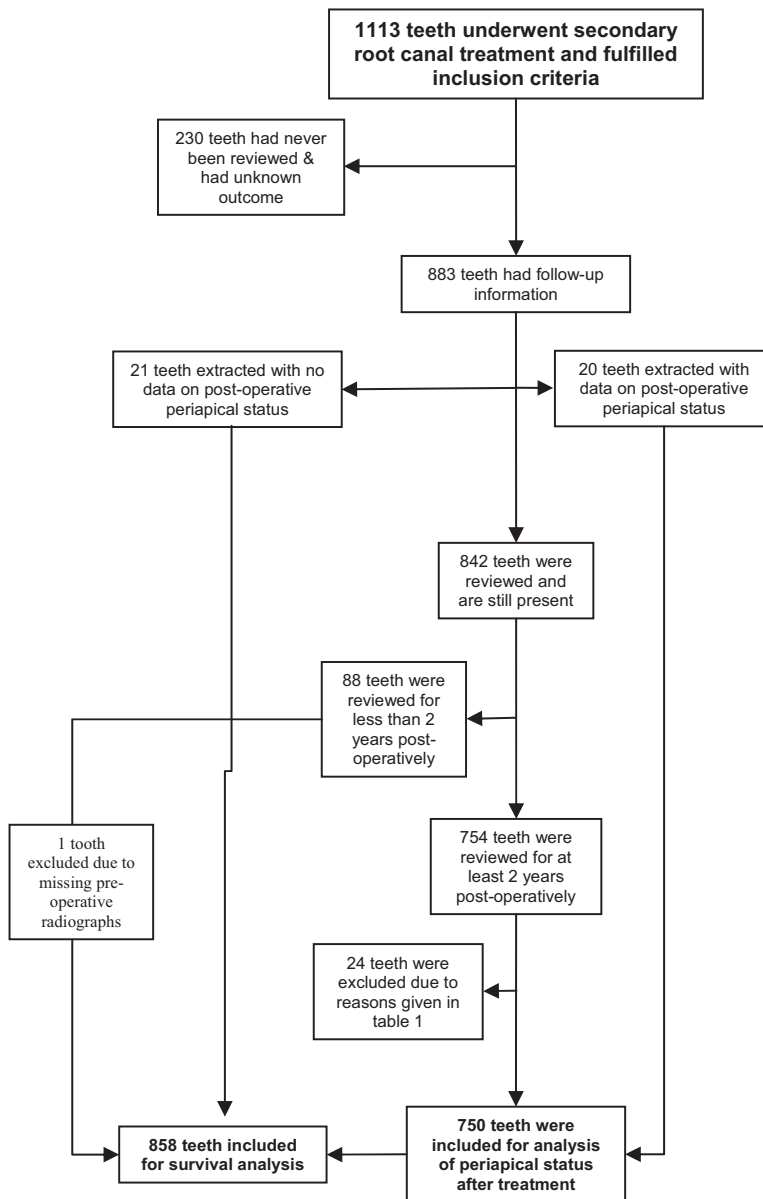 1113 teeth underwent secondary
root canal treatment and fulfilled
inclusion criteria
230 teeth had never
been reviewed &
had unknown
outcome
883 teeth had follow-up
information
21 teeth extracted with no
data on post-operative
periapical status
20 teeth extracted with
data on post-operative
periapical status
842 teeth were
reviewed and
are still present
88 teeth were
reviewed for
less than 2
years post-
operatively
754 teeth were
reviewed for at
least 2 years
post-operatively
1 tooth
excluded due to
missing pre-
operative
radiographs
24 teeth were
excluded due to
reasons given in
table 1
858 teeth included
for survival analysis
750 teeth were
included for analysis
of periapical status
after treatment